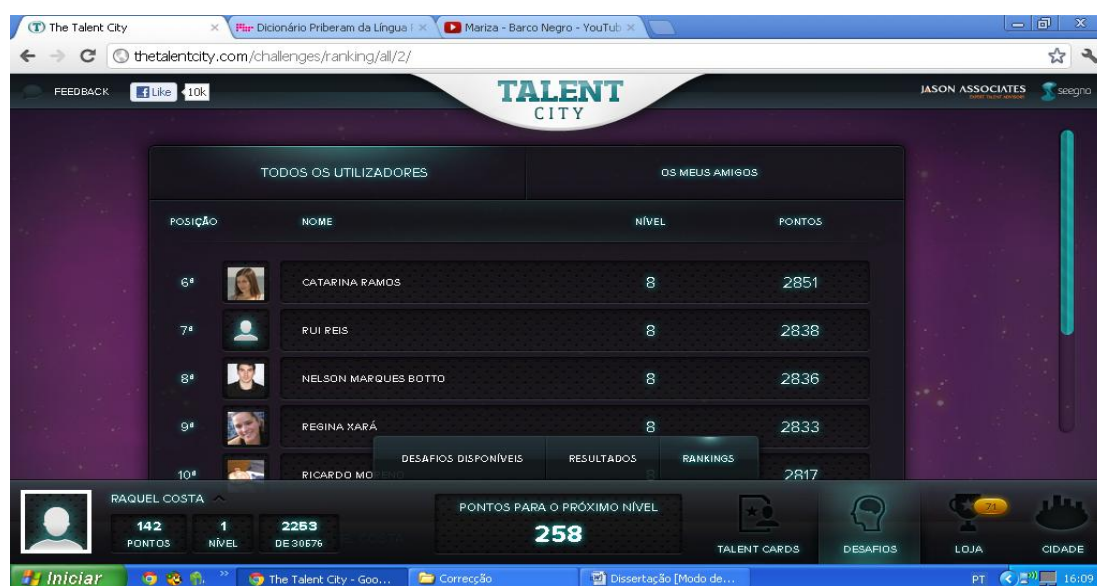 The Talent City
Dicionário Priberam da Língua
Mariza - Barco Negro - YouTub
thetalentcity.com/challenges/ranking/all/2/
FEEDBACK
Like
10k
TALENT
CITY
JASON ASSOCIATES
seegno
TODOS OS UTILIZADORES
OS MEUS AMIGOS
POSIÇÃO
NOME
NÍVEL
PONTOS
6ª
CATARINA RAMOS
8
2851
7ª
RUI REIS
8
2838
8ª
NELSON MARQUES BOTTO
8
2836
9ª
REGINA XARÁ
8
2833
10ª
RICARDO MO
2817
DESAFIOS DISPONÍVEIS
RESULTADOS
RANKINGS
RAQUEL COSTA
142
PONTOS
1
NÍVEL
2253
DE 30576
PONTOS PARA O PRÓXIMO NÍVEL
258
TALENT CARDS
DESAFIOS
71
LOJA
CIDADE
Iniciar
The Talent City - Goo...
Correcção
Dissertação [Modo de...
PT
16:09